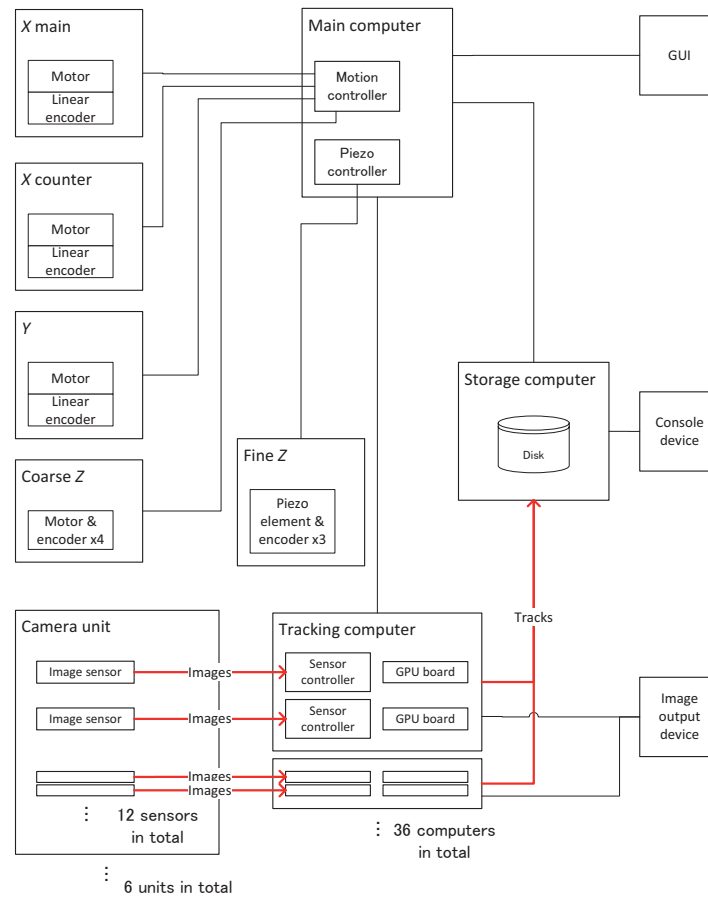 X main
Motor
Linear
encoder
X counter
Motor
Linear
encoder
Y
Motor
Linear
encoder
Coarse Z
Motor &
encoder x4
Main computer
Motion
controller
Piezo
controller
GUI
Fine Z
Piezo
element &
encoder x3
Storage computer
Disk
Console
device
Camera unit
Image sensor
Images
Image sensor
Images
Images
Images
⋮ 12 sensors
in total
⋮ 6 units in total
Tracking computer
Sensor
controller
GPU board
Sensor
controller
GPU board
⋮ 36 computers
in total
Tracks
Image
output
device